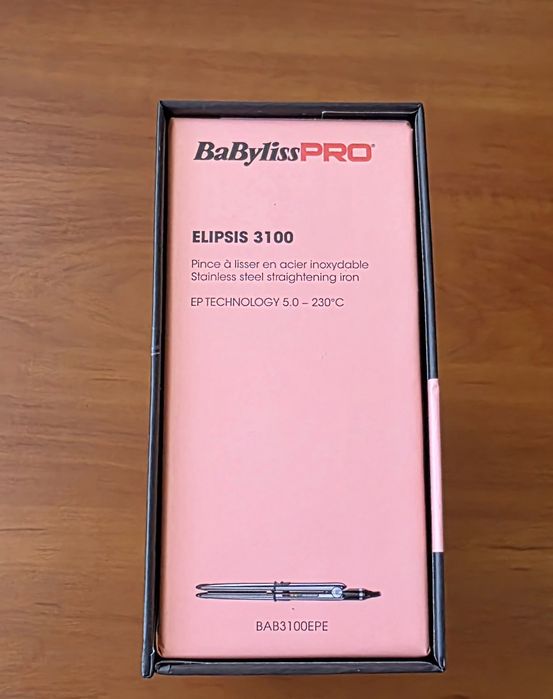 BaBylissPRO®
ELIPSIS 3100
Pince à lisser en acier inoxydable
Stainless steel straightening iron
EP TECHNOLOGY 5.0 – 230°C
BAB3100EPE